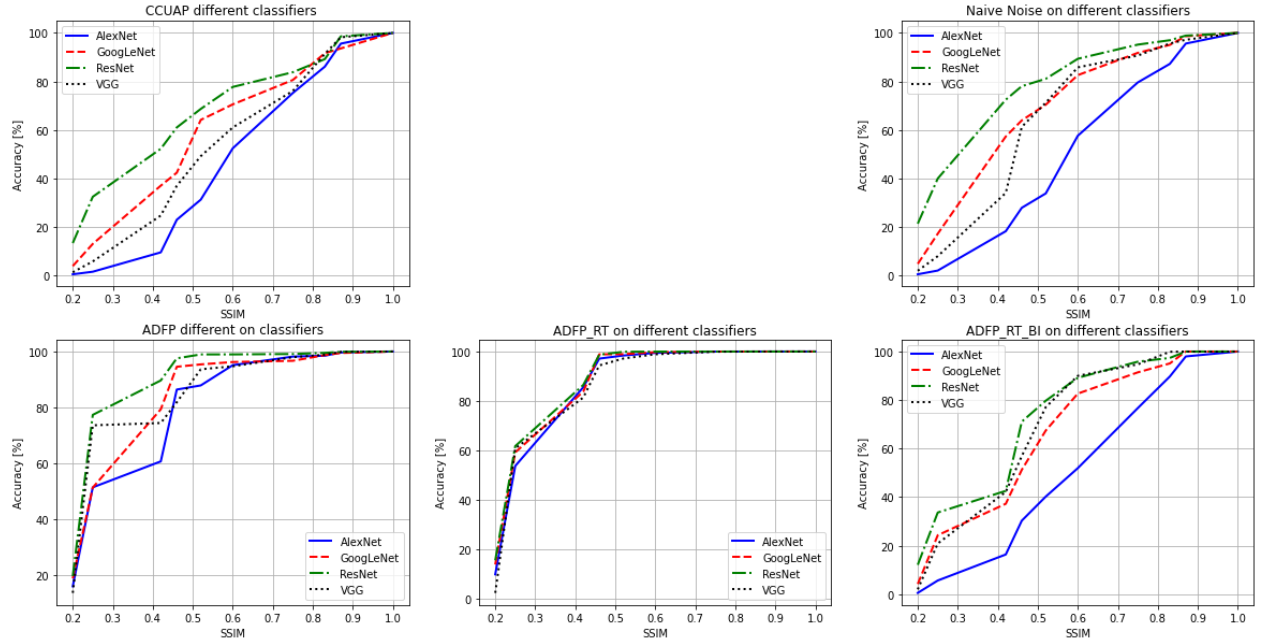 CCUAP different classifiers
AlexNet
GoogLeNet
ResNet
VGG
Accuracy [%]
100
80
60
40
20
0
0.2 0.3 0.4 0.5 0.6 0.7 0.8 0.9 1.0
SSIM
Naive Noise on different classifiers
AlexNet
GoogLeNet
ResNet
VGG
Accuracy [%]
100
80
60
40
20
0
0.2 0.3 0.4 0.5 0.6 0.7 0.8 0.9 1.0
SSIM
ADFP different on classifiers
Accuracy [%]
100
80
60
40
20
AlexNet
GoogLeNet
ResNet
VGG
0.2 0.3 0.4 0.5 0.6 0.7 0.8 0.9 1.0
SSIM
ADFP_RT on different classifiers
Accuracy [%]
100
80
60
40
20
0
AlexNet
GoogLeNet
ResNet
VGG
0.2 0.3 0.4 0.5 0.6 0.7 0.8 0.9 1.0
SSIM
ADFP_RT_BI on different classifiers
AlexNet
GoogLeNet
ResNet
VGG
Accuracy [%]
100
80
60
40
20
0
0.2 0.3 0.4 0.5 0.6 0.7 0.8 0.9 1.0
SSIM